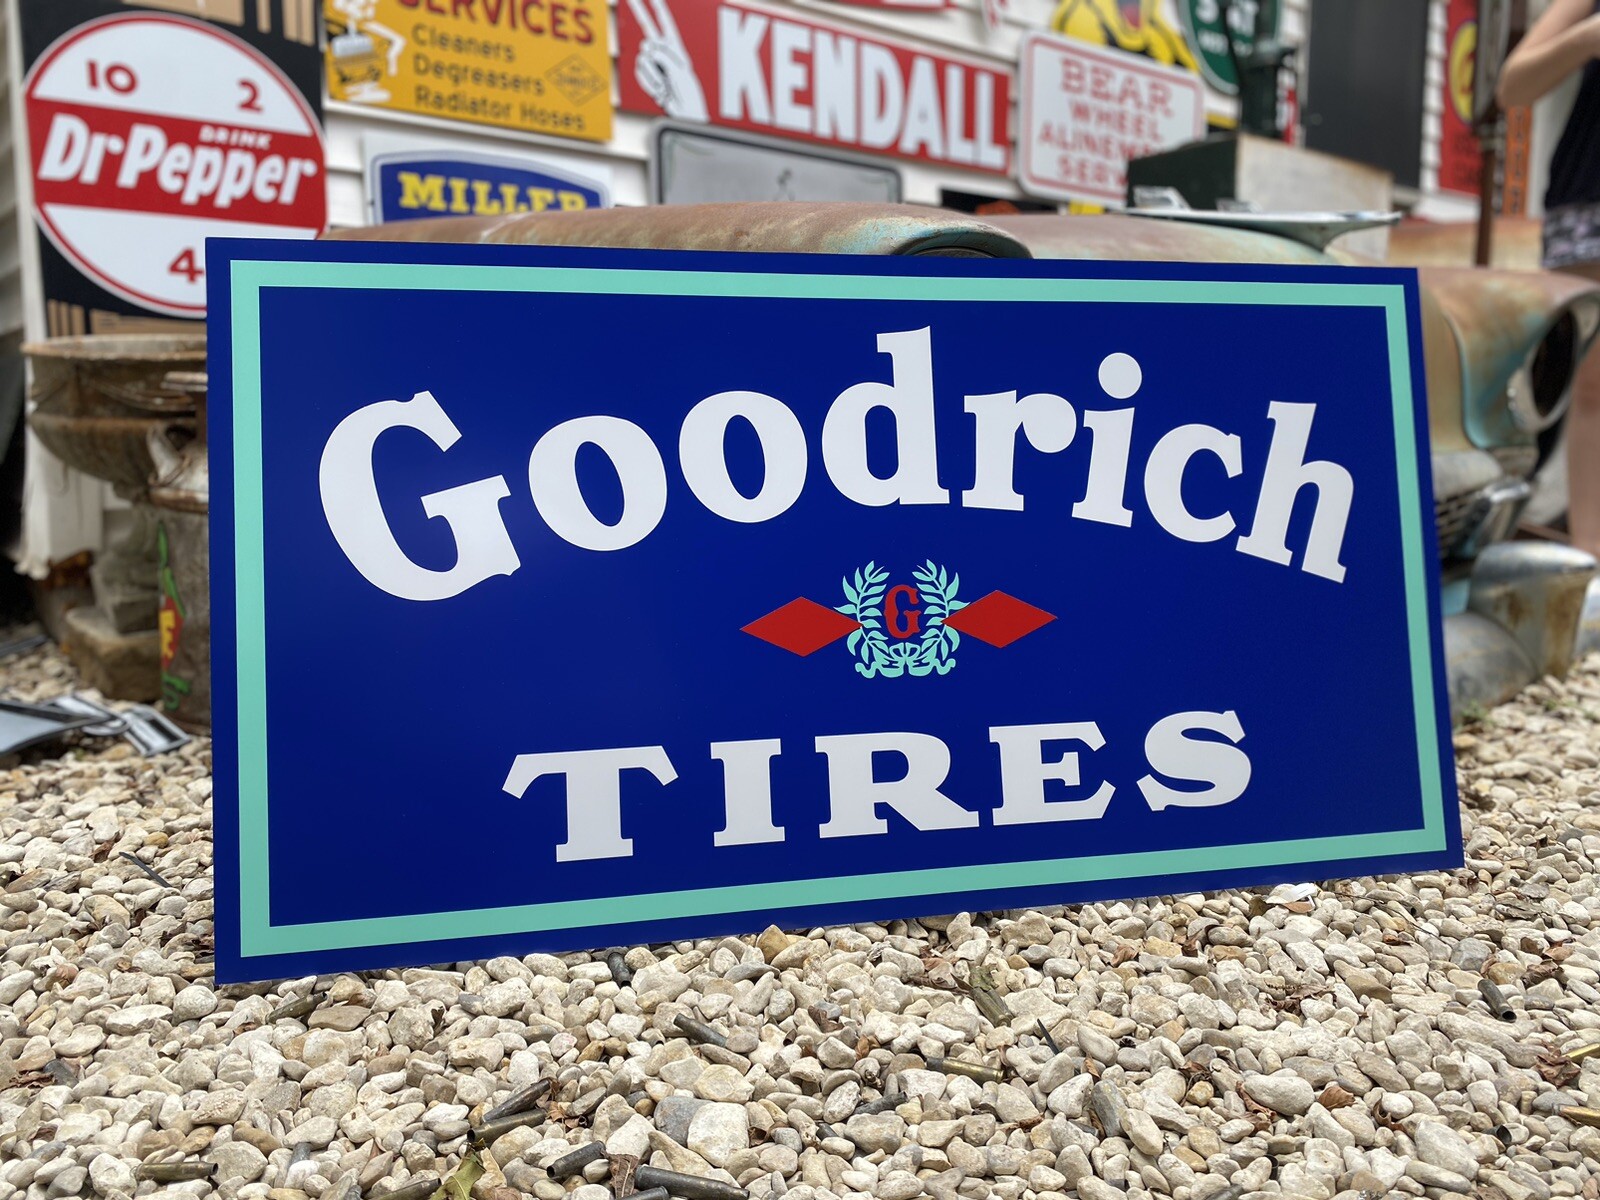 SERVICES
Cleaners
Degreasers
Radiator Hoses
KENDALL
BEAR
WHEEL
10 2
DRINK
Dr Pepper
4
MILLER
Goodrich
G
TIRES